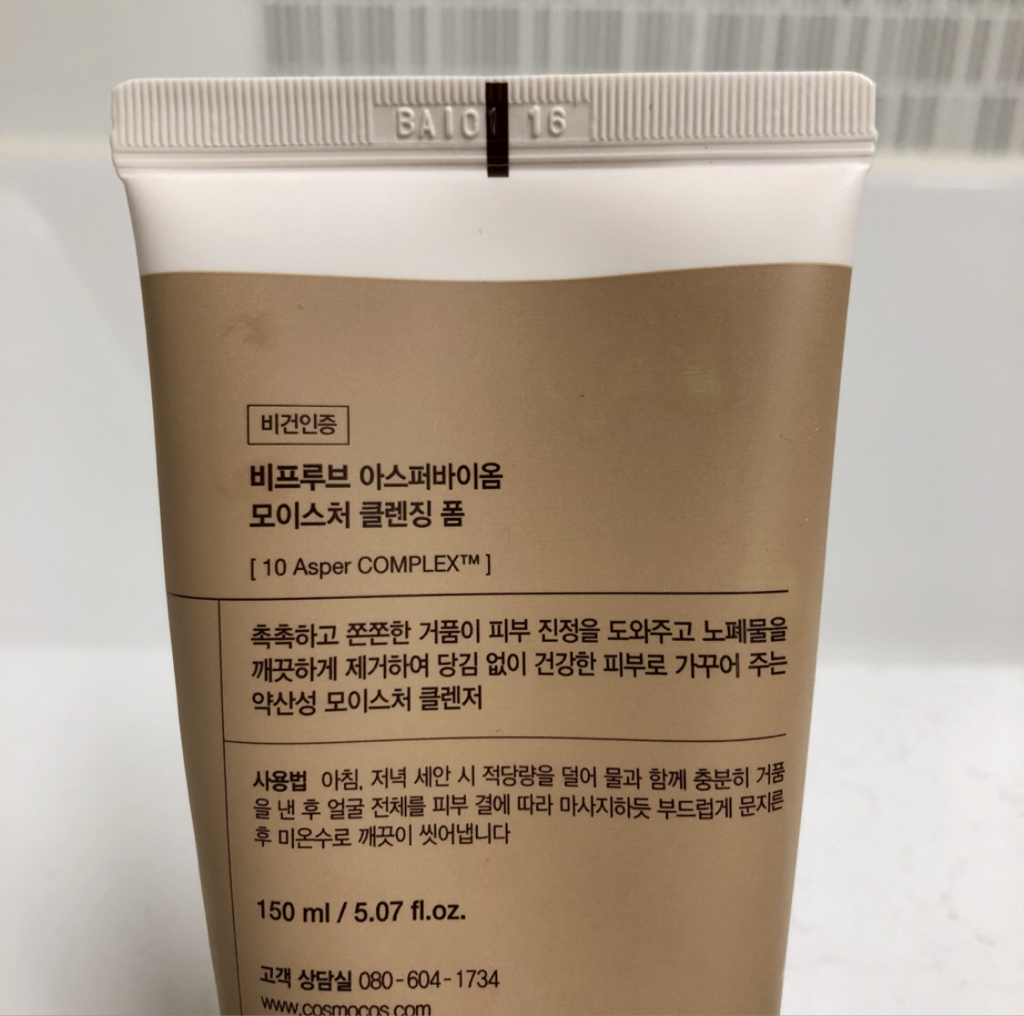 BAI01 16
비건인증
비프루브 아스퍼바이옴
모이스처 클렌징 폼
[ 10 Asper COMPLEX™ ]
촉촉하고 쫀쫀한 거품이 피부 진정을 도와주고 노폐물을
깨끗하게 제거하여 당김 없이 건강한 피부로 가꾸어 주는
약산성 모이스처 클렌저
사용법 아침, 저녁 세안 시 적당량을 덜어 물과 함께 충분히 거품
을 낸 후 얼굴 전체를 피부 결에 따라 마사지하듯 부드럽게 문지른
후 미온수로 깨끗이 씻어냅니다
150 ml / 5.07 fl.oz.
고객 상담실 080-604-1734
www.cosmocos.com